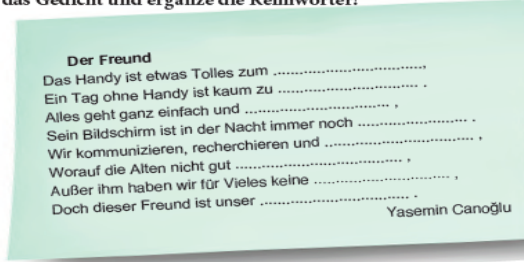 das Gedicht und ergänze die Reimwörter!
Der Freund
Das Handy ist etwas Tolles zum ..............................,
Ein Tag ohne Handy ist kaum zu .............................. .
Alles geht ganz einfach und .............................. ,
Sein Bildschirm ist in der Nacht immer noch .............................. .
Wir kommunizieren, recherchieren und .............................. ,
Worauf die Alten nicht gut .............................. ,
Außer ihm haben wir für Vieles keine .............................. ,
Doch dieser Freund ist unser .............................. .
Yasemin Canoğlu